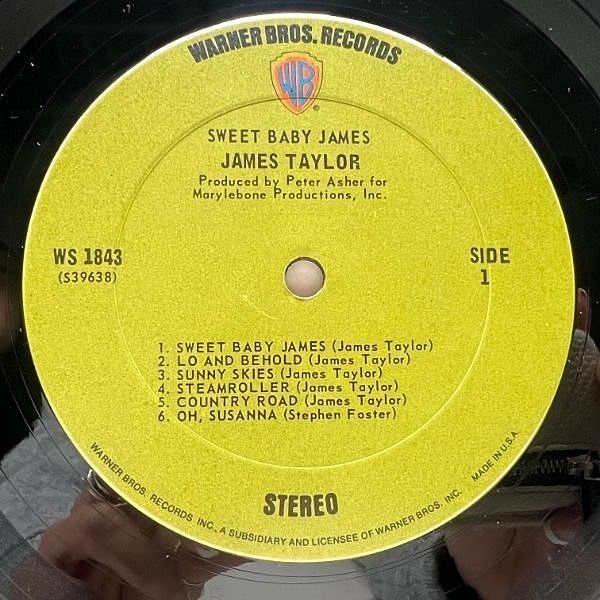 WARNER BROS. RECORDS
WB
®
SWEET BABY JAMES
JAMES TAYLOR
Produced by Peter Asher for
Marylebone Productions, Inc.
WS 1843
(S39638)
SIDE
1
1. SWEET BABY JAMES (James Taylor)
2. LO AND BEHOLD (James Taylor)
3. SUNNY SKIES (James Taylor)
4. STEAMROLLER (James Taylor)
5. COUNTRY ROAD (James Taylor)
6. OH, SUSANNA (Stephen Foster)
STEREO
WARNER BROS. RECORDS INC., A SUBSIDIARY AND LICENSEE OF WARNER BROS. INC. MADE IN U.S.A.